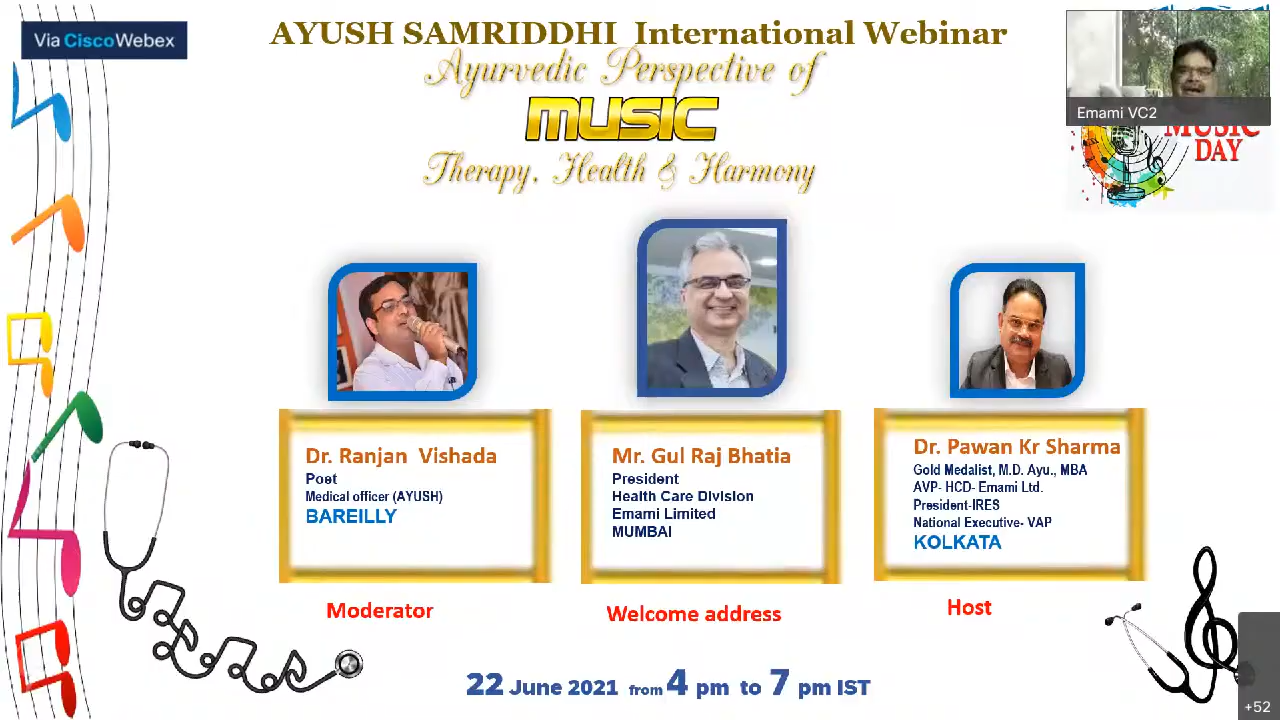 Via CiscoWebex
AYUSH SAMRIDDHI International Webinar
Ayurvedic Perspective of
MUSIC
Therapy, Health & Harmony
Emami VC2
MUSIC
DAY
Dr. Ranjan Vishada
Poet
Medical officer (AYUSH)
BAREILLY
Moderator
Mr. Gul Raj Bhatia
President
Health Care Division
Emami Limited
MUMBAI
Welcome address
Dr. Pawan Kr Sharma
Gold Medalist, M.D. Ayu., MBA
AVP- HCD- Emami Ltd.
President-IRES
National Executive- VAP
KOLKATA
Host
22 June 2021 from 4 pm to 7 pm IST
+52